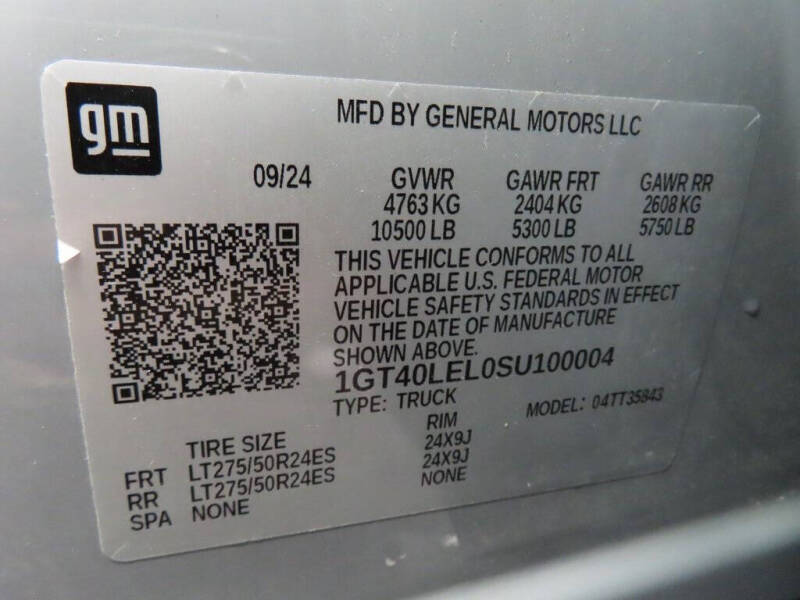 gm
MFD BY GENERAL MOTORS LLC
09/24 GVWR GAWR FRT GAWR RR
4763 KG 2404 KG 2608 KG
10500 LB 5300 LB 5750 LB
THIS VEHICLE CONFORMS TO ALL
APPLICABLE U.S. FEDERAL MOTOR
VEHICLE SAFETY STANDARDS IN EFFECT
ON THE DATE OF MANUFACTURE
SHOWN ABOVE.
1GT40LEL0SU100004
TYPE: TRUCK MODEL: 04TT35843
TIRE SIZE RIM
FRT LT275/50R24ES 24X9J
RR LT275/50R24ES 24X9J
SPA NONE NONE